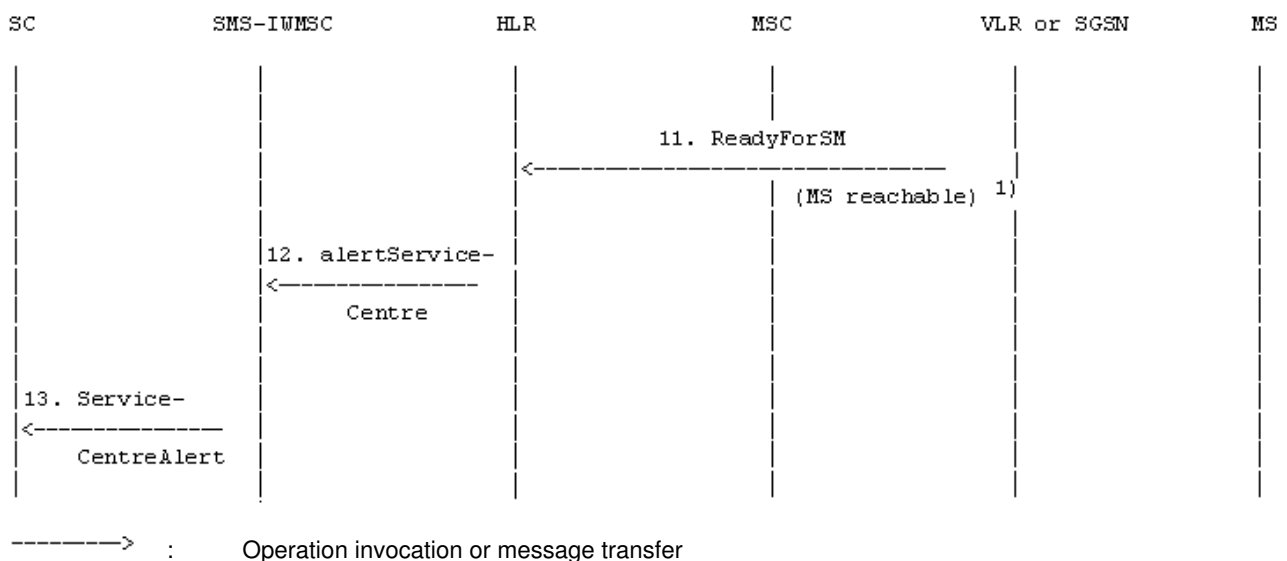 SC SMS-IWMSC HLR MSC VLR or SGSN MS
11. ReadyForSM
(MS reachable) 1)
12. alertService-
Centre
13. Service-
CentreAlert
: Operation invocation or message transfer